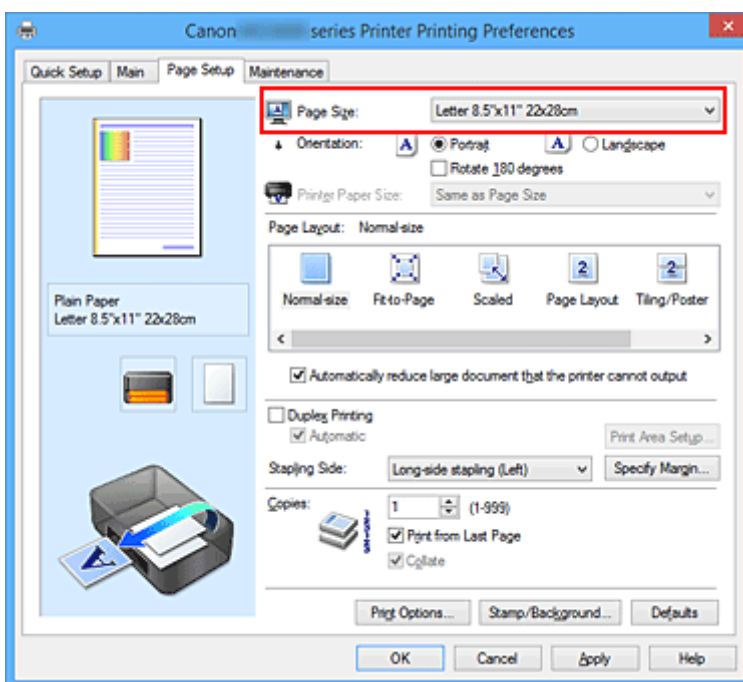 Canon series Printer Printing Preferences
Quick Setup Main Page Setup Maintenance
Page Size: Letter 8.5"x11" 22x28cm
Orientation: A Portrait A Landscape
Rotate 180 degrees
Printer Paper Size: Same as Page Size
Page Layout: Normal-size
2 2
Normal-size Fit-to-Page Scaled Page Layout Tiling/Poster
Plain Paper
Letter 8.5"x11" 22x28cm
Automatically reduce large document that the printer cannot output
Duplex Printing
Automatic
Print Area Setup...
Stapling Side: Long-side stapling (Left) Specify Margin...
Copies: 1 (1-999)
Print from Last Page
Collate
A
Print Options... Stamp/Background... Defaults
OK Cancel Apply Help